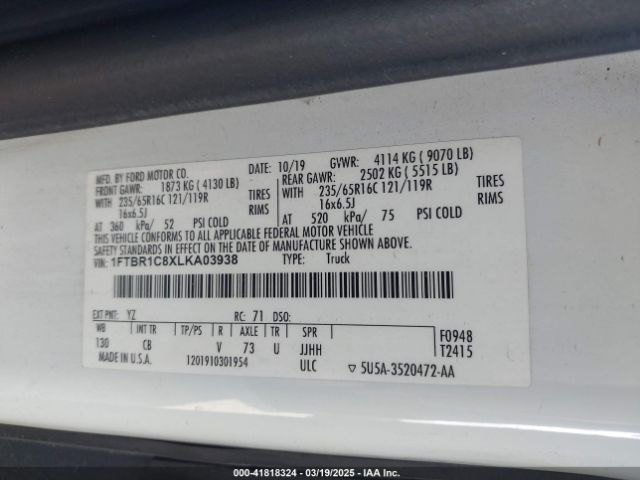 MFD. BY FORD MOTOR CO. DATE: 10/19 GVWR: 4114 KG ( 9070 LB)
FRONT GAWR: 1873 KG ( 4130 LB) REAR GAWR: 2502 KG ( 5515 LB)
WITH 235/65R16C 121/119R TIRES WITH 235/65R16C 121/119R TIRES
16x6.5J RIMS 16x6.5J RIMS
AT 360 kPa/ 52 PSI COLD AT 520 kPa/ 75 PSI COLD
THIS VEHICLE CONFORMS TO ALL APPLICABLE FEDERAL MOTOR VEHICLE
SAFETY STANDARDS IN EFFECT ON THE DATE OF MANUFACTURE SHOWN ABOVE.
VIN: 1FTBR1C8XLKA03938 TYPE: Truck
EXT PNT: YZ RC: 71 DSO:
WB INT TR TP/PS R AXLE TR SPR F0948
130 CB V 73 U JJHH T2415
MADE IN U.S.A. 1201910301954 ULC ▽ 5U5A-3520472-AA
000-41818324 - 03/19/2025 - IAA Inc.